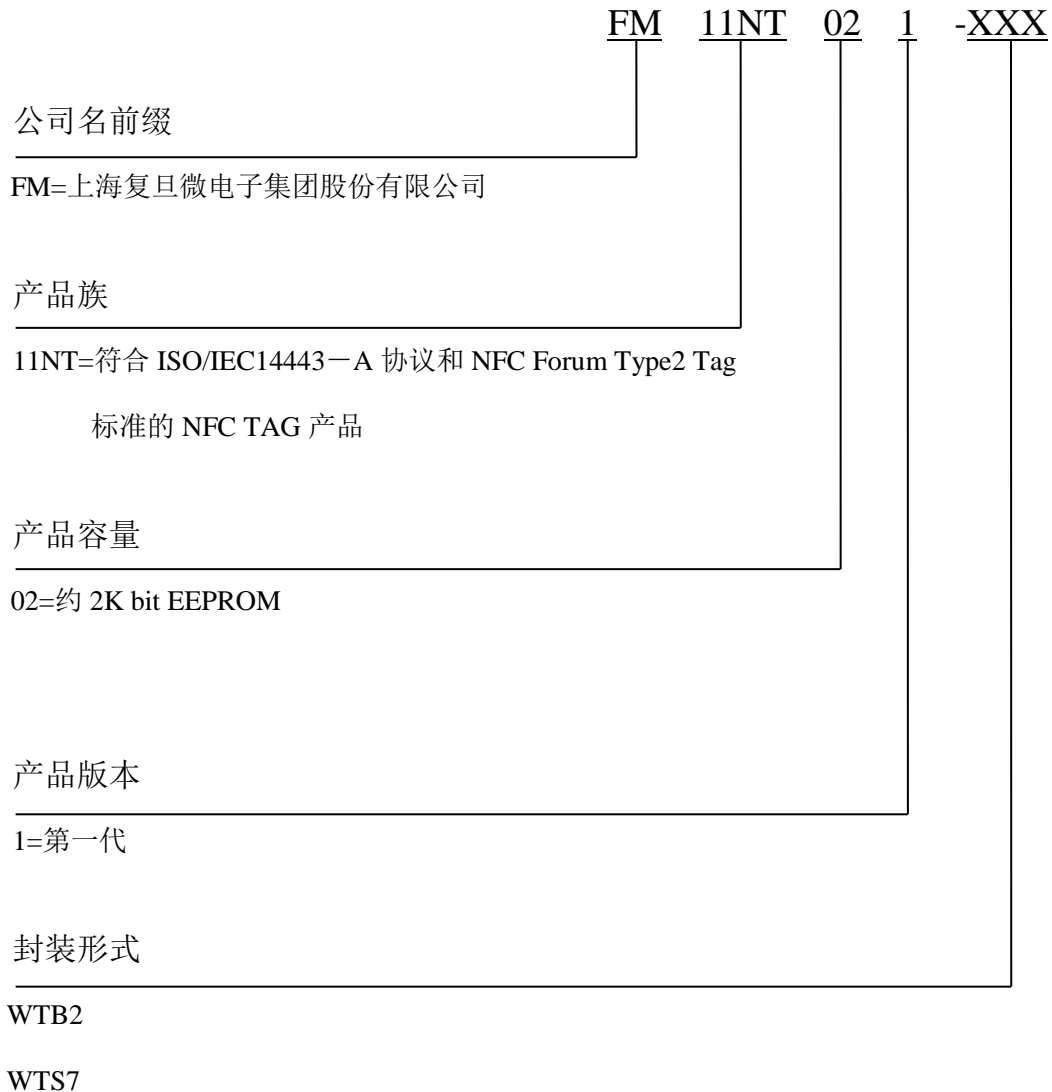 FM 11NT 02 1 -XXX
公司名前缀
FM=上海复旦微电子集团股份有限公司
产品族
11NT=符合 ISO/IEC14443－A 协议和 NFC Forum Type2 Tag
标准的 NFC TAG 产品
产品容量
02=约 2K bit EEPROM
产品版本
1=第一代
封装形式
WTB2
WTS7